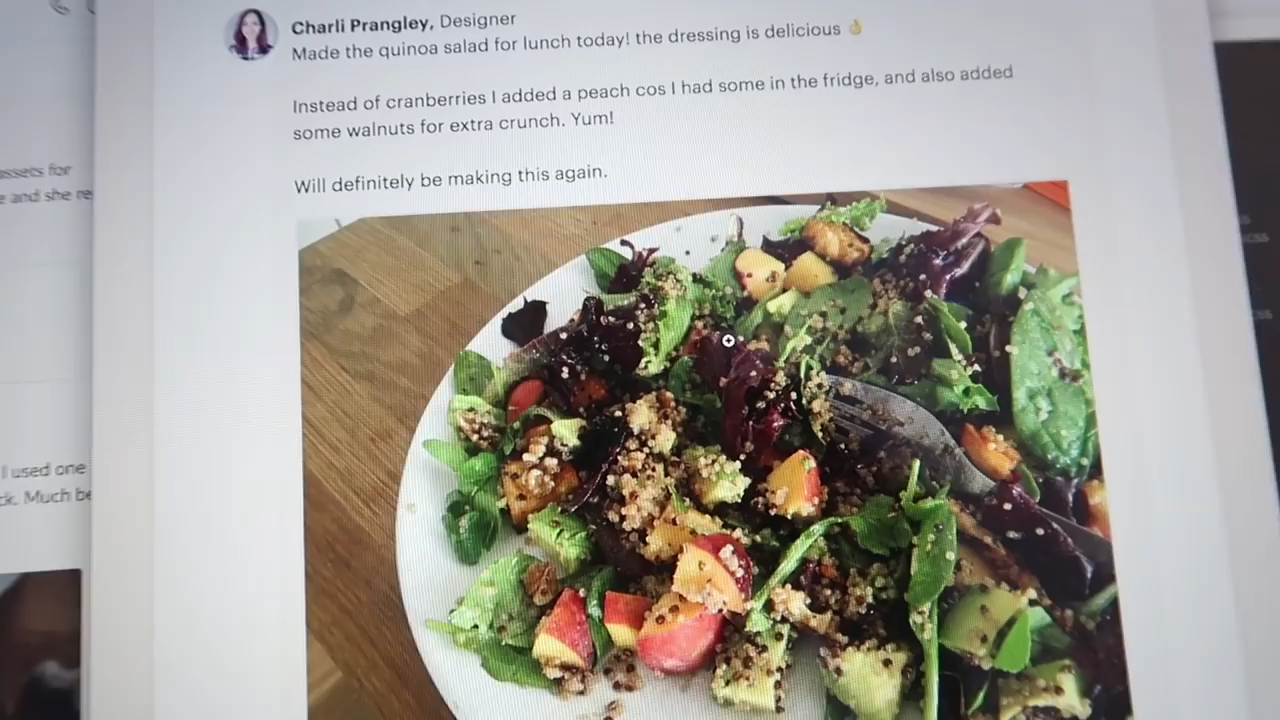 Charli Prangley, Designer
Made the quinoa salad for lunch today! the dressing is delicious 👌
Instead of cranberries I added a peach cos I had some in the fridge, and also added
some walnuts for extra crunch. Yum!
Will definitely be making this again.
assets for
e and she re
I used one
ck. Much be